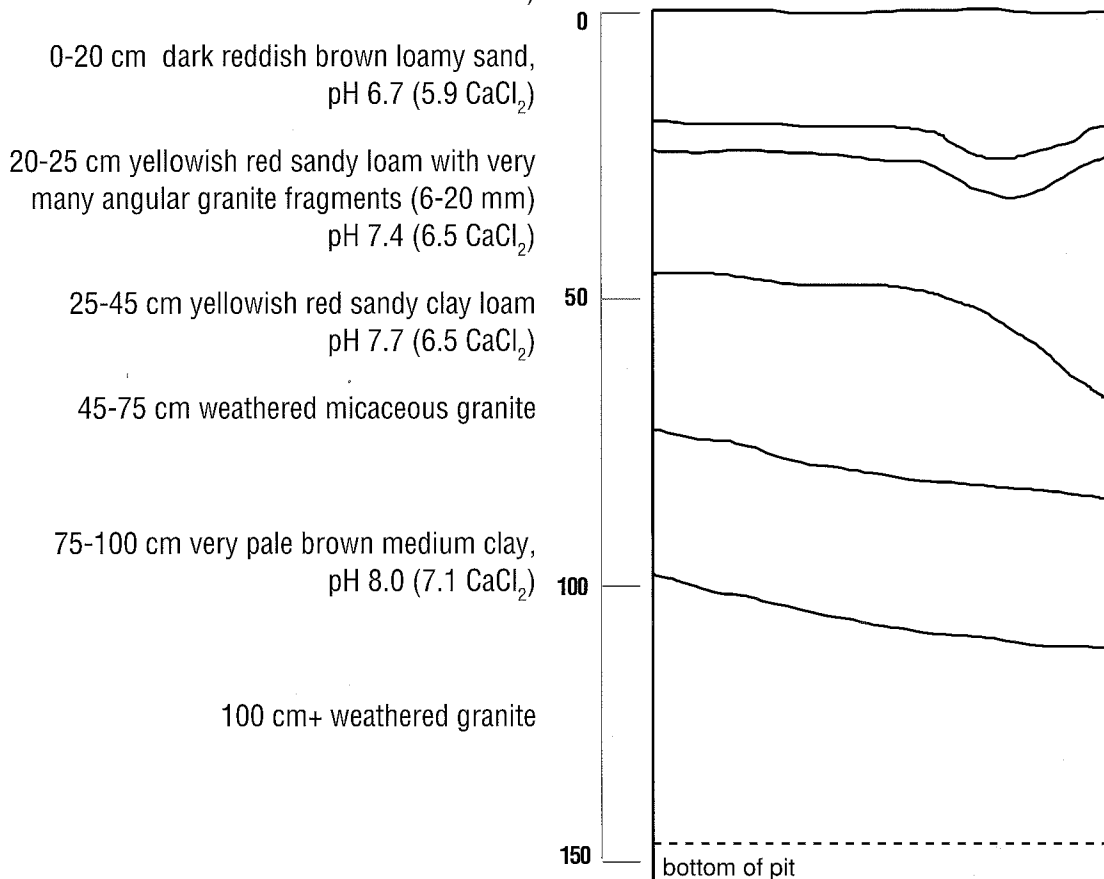 0
0-20 cm dark reddish brown loamy sand,
pH 6.7 (5.9 CaCl₂)
20-25 cm yellowish red sandy loam with very
many angular granite fragments (6-20 mm)
pH 7.4 (6.5 CaCl₂)
25-45 cm yellowish red sandy clay loam
pH 7.7 (6.5 CaCl₂)
50
45-75 cm weathered micaceous granite
75-100 cm very pale brown medium clay,
pH 8.0 (7.1 CaCl₂)
100
100 cm+ weathered granite
150
bottom of pit